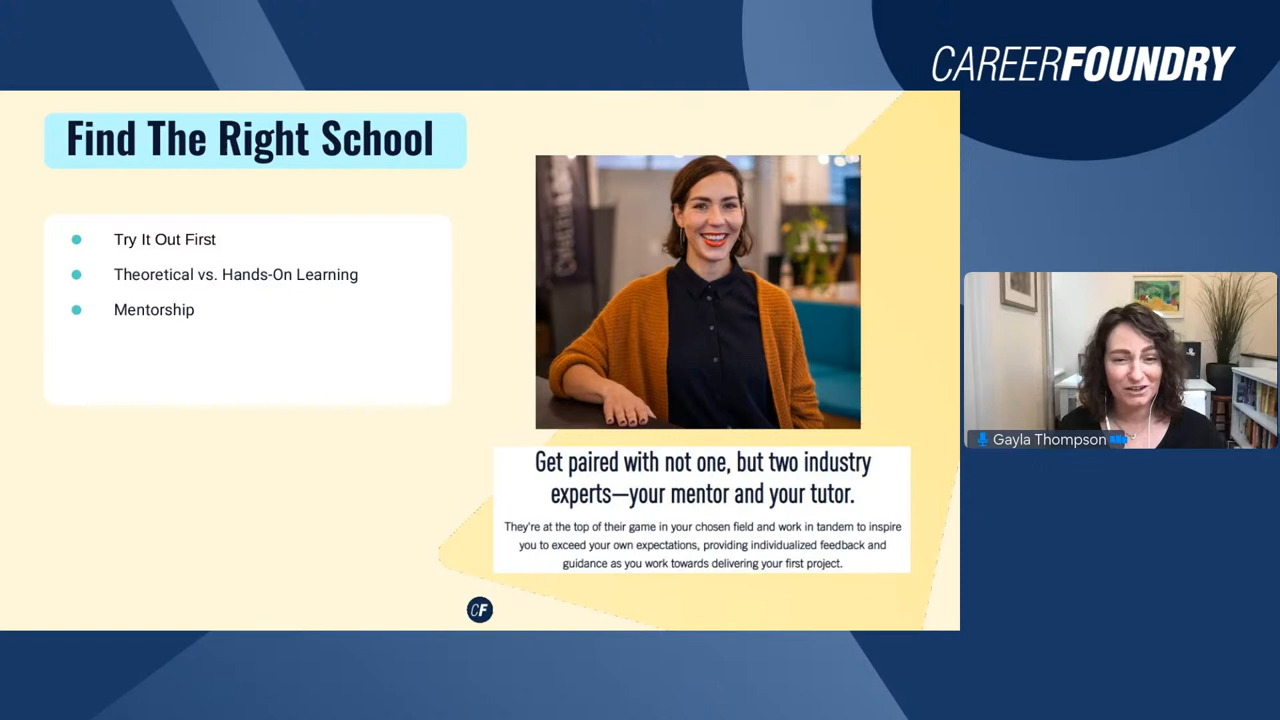 CAREERFOUNDRY
Find The Right School
Try It Out First
Theoretical vs. Hands-On Learning
Mentorship
Get paired with not one, but two industry
experts—your mentor and your tutor.
They're at the top of their game in your chosen field and work in tandem to inspire
you to exceed your own expectations, providing individualized feedback and
guidance as you work towards delivering your first project.
CF
Gayla Thompson